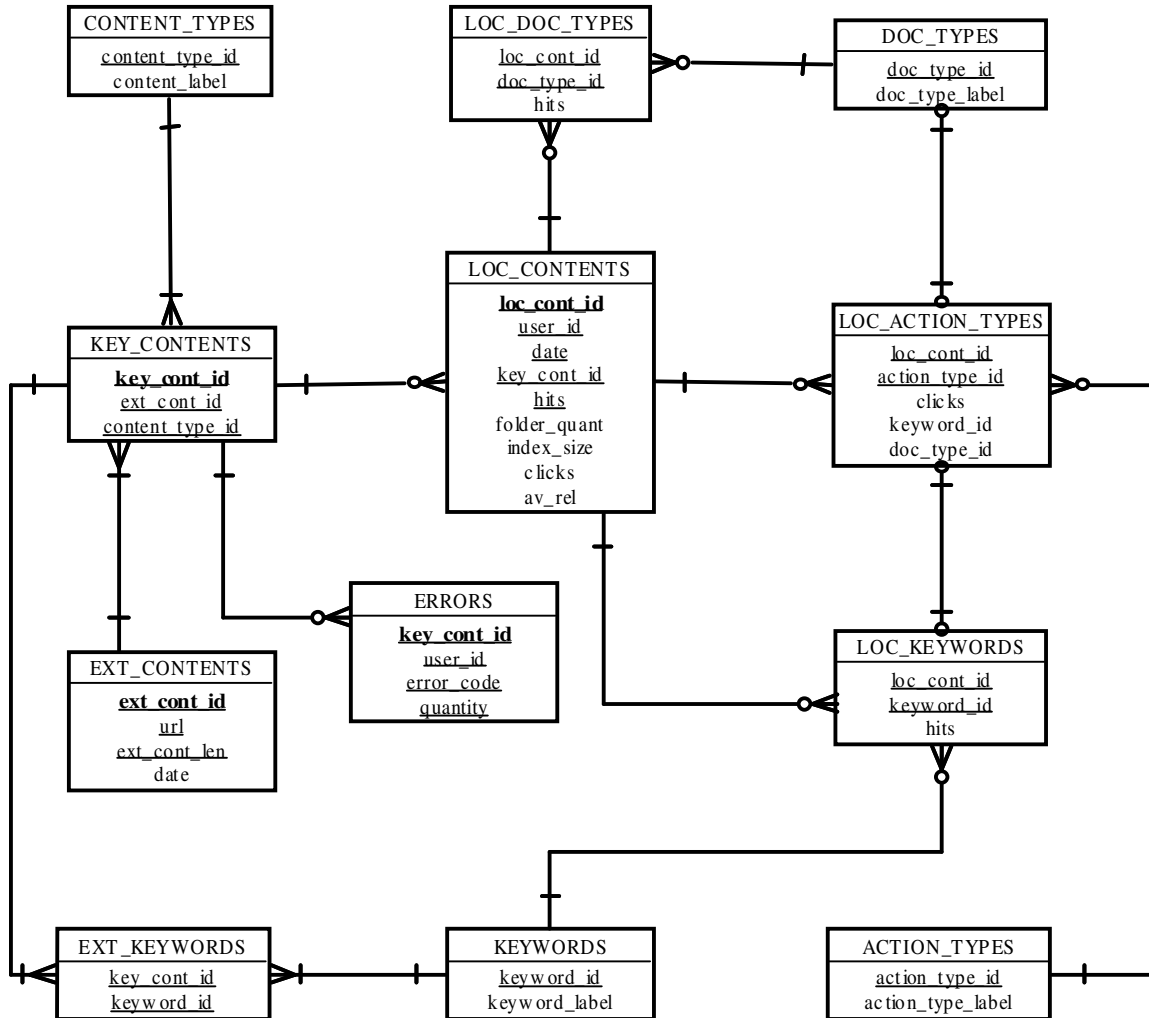 CONTENT_TYPES
content_type_id
content_label
LOC_DOC_TYPES
loc_cont_id
doc_type_id
hits
DOC_TYPES
doc_type_id
doc_type_label
KEY_CONTENTS
key_cont_id
ext_cont_id
content_type_id
LOC_CONTENTS
loc_cont_id
user_id
date
key_cont_id
hits
folder_quant
index_size
clicks
av_rel
LOC_ACTION_TYPES
loc_cont_id
action_type_id
clicks
keyword_id
doc_type_id
EXT_CONTENTS
ext_cont_id
url
ext_cont_len
date
ERRORS
key_cont_id
user_id
error_code
quantity
LOC_KEYWORDS
loc_cont_id
keyword_id
hits
EXT_KEYWORDS
key_cont_id
keyword_id
KEYWORDS
keyword_id
keyword_label
ACTION_TYPES
action_type_id
action_type_label